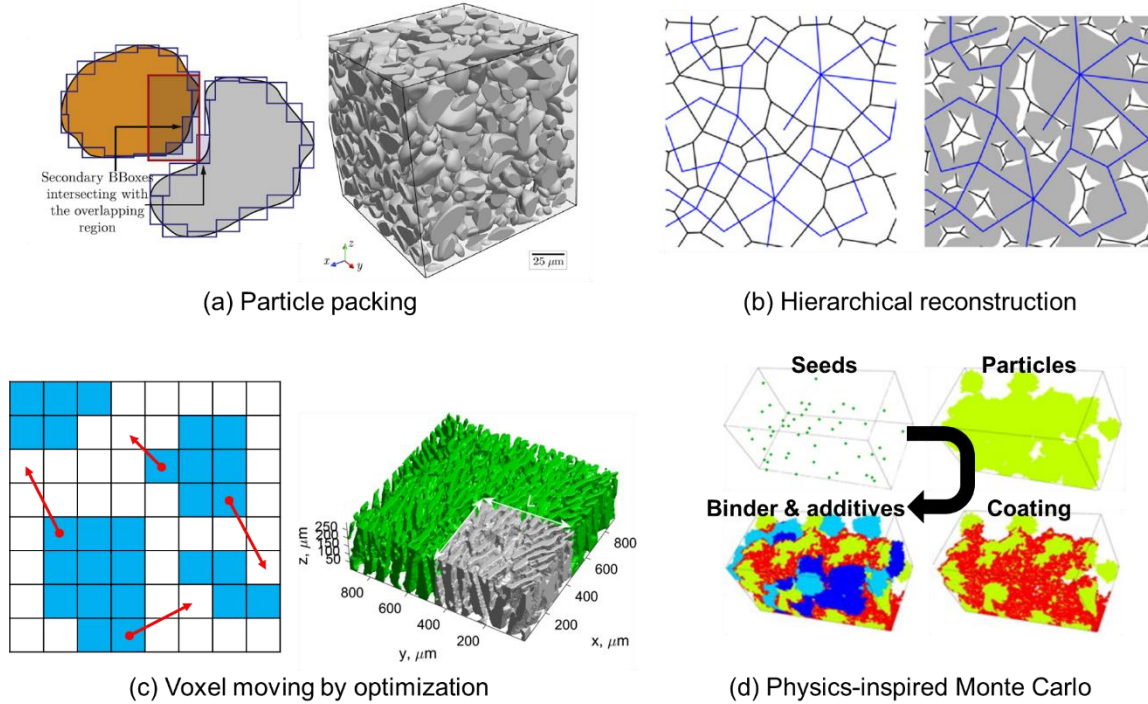 Secondary BBoxes
intersecting with
the overlapping
region
z
x
y
25 μm
(a) Particle packing
(b) Hierarchical reconstruction
z, μm
250
200
150
100
50
800
600
400
200
y, μm
200
400
600
800
x, μm
(c) Voxel moving by optimization
Seeds
Particles
Binder & additives
Coating
(d) Physics-inspired Monte Carlo